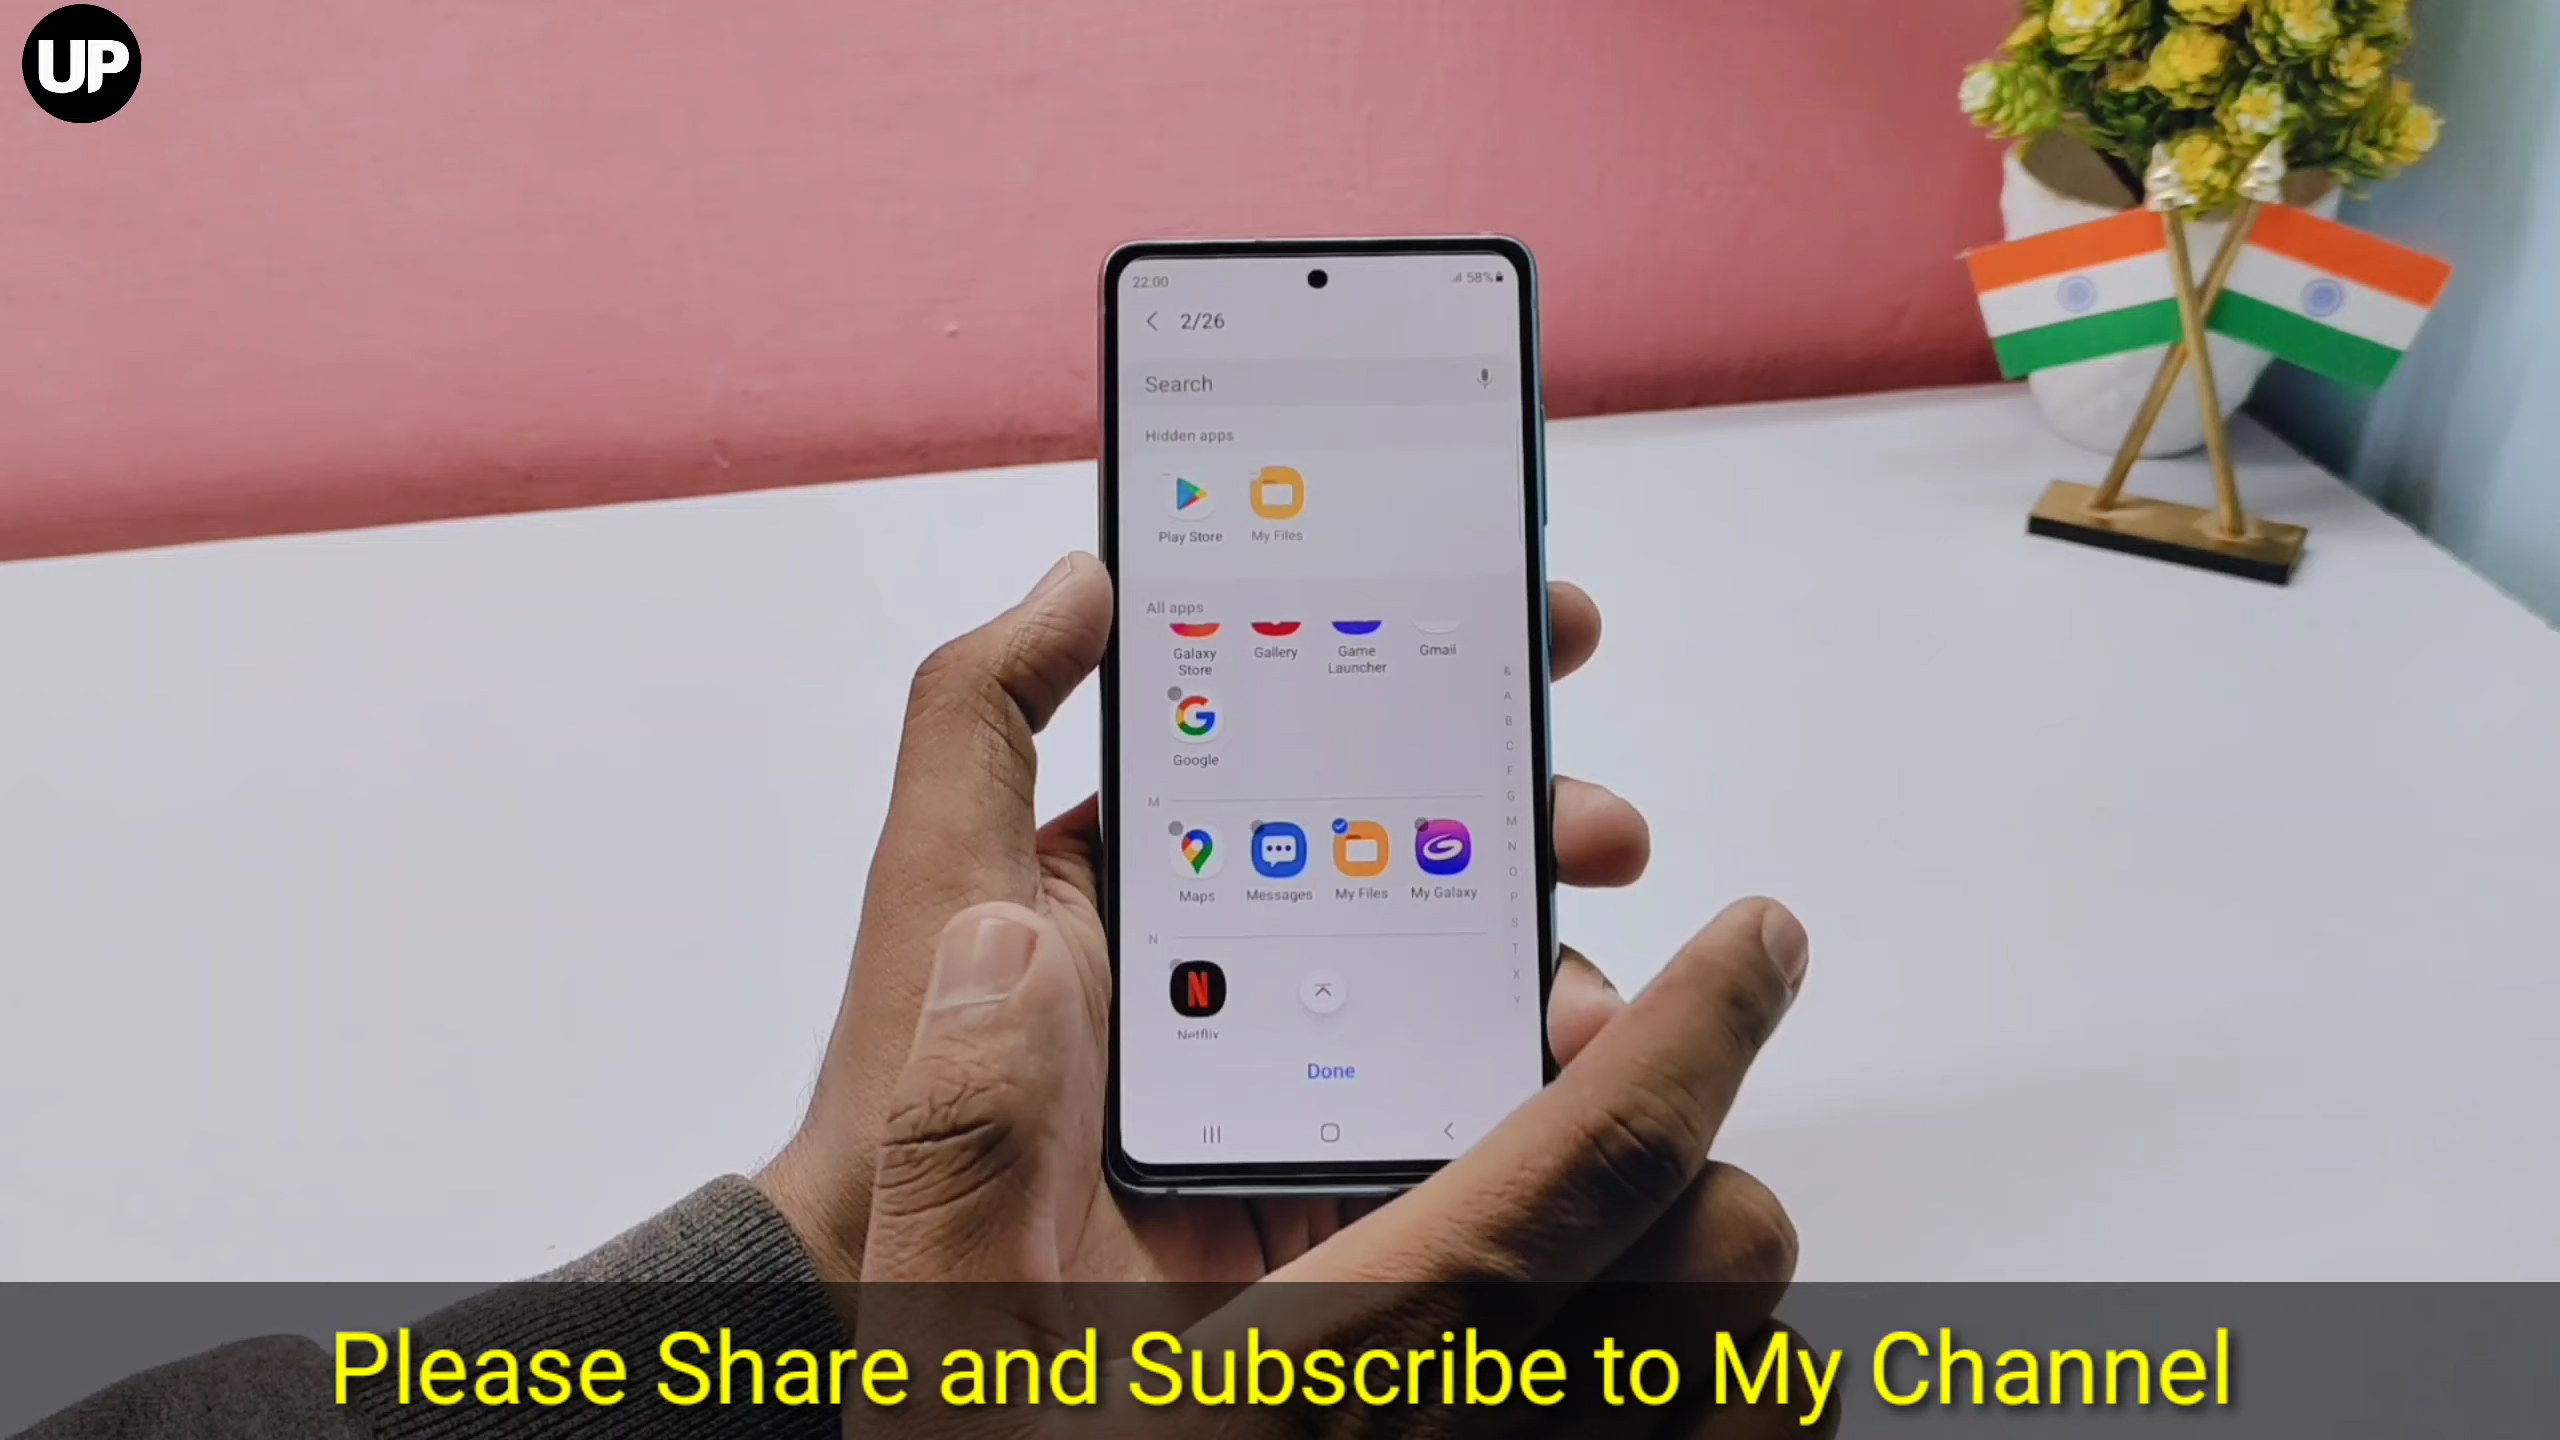 UP
22:00
58%
2/26
Search
Hidden apps
Play Store
My Files
All apps
Galaxy Store
Gallery
Game Launcher
Gmail
&
A
B
C
F
G
M
N
O
P
S
T
X
Y
Google
M
Maps
Messages
My Files
My Galaxy
N
Netflix
Done
Please Share and Subscribe to My Channel